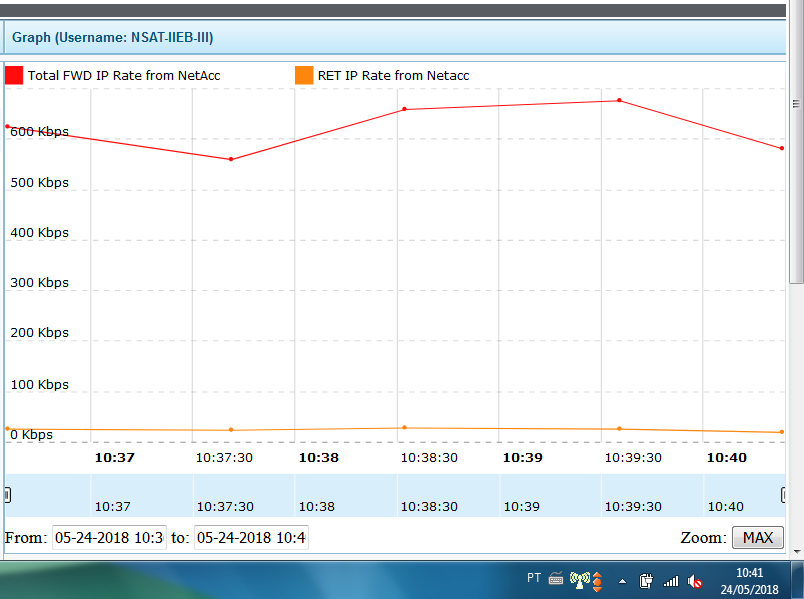 Graph (Username: NSAT-IIEB-III)
Total FWD IP Rate from NetAcc RET IP Rate from Netacc
600 Kbps
500 Kbps
400 Kbps
300 Kbps
200 Kbps
100 Kbps
0 Kbps
10:37 10:37:30 10:38 10:38:30 10:39 10:39:30 10:40
10:37 10:37:30 10:38 10:38:30 10:39 10:39:30 10:40
From: 05-24-2018 10:3 to: 05-24-2018 10:4 Zoom: MAX
PT 10:41
24/05/2018